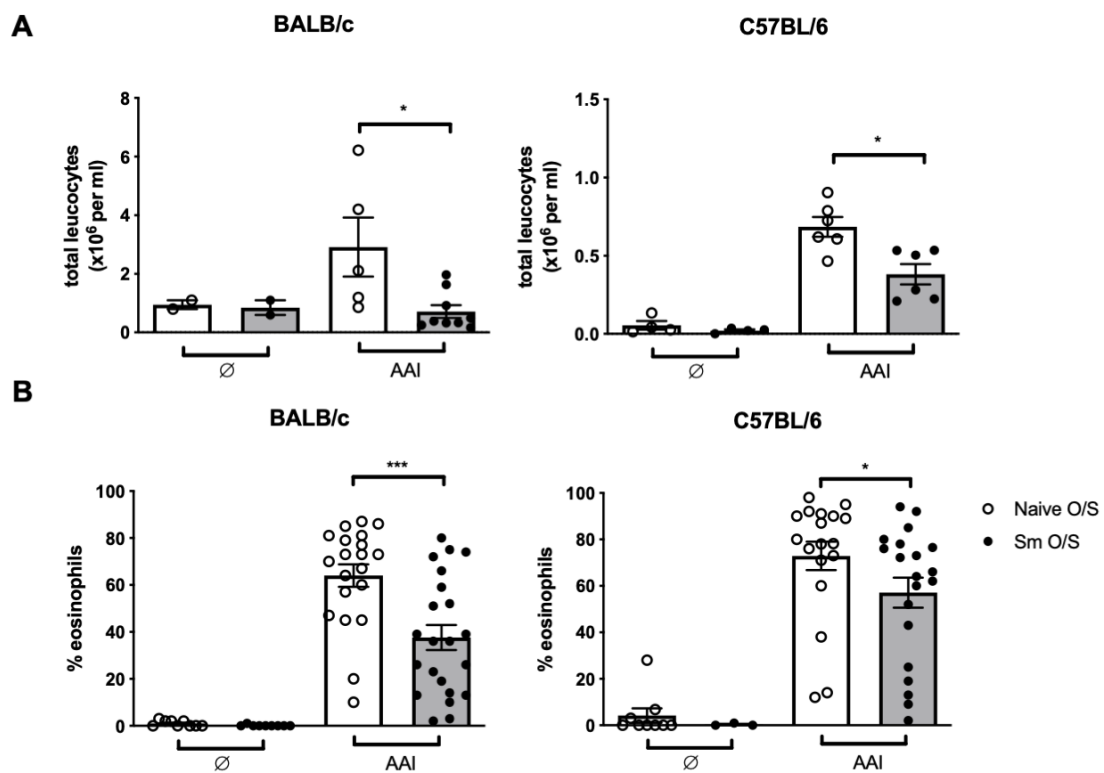 A
BALB/c
C57BL/6
total leucocytes
(x10⁶ per ml)
8
6
4
2
0
*
Ø
AAI
total leucocytes
(x10⁶ per ml)
1.5
1.0
0.5
0.0
*
Ø
AAI
B
BALB/c
C57BL/6
% eosinophils
100
80
60
40
20
0
***
Ø
AAI
% eosinophils
100
80
60
40
20
0
*
Ø
AAI
Naive O/S
Sm O/S